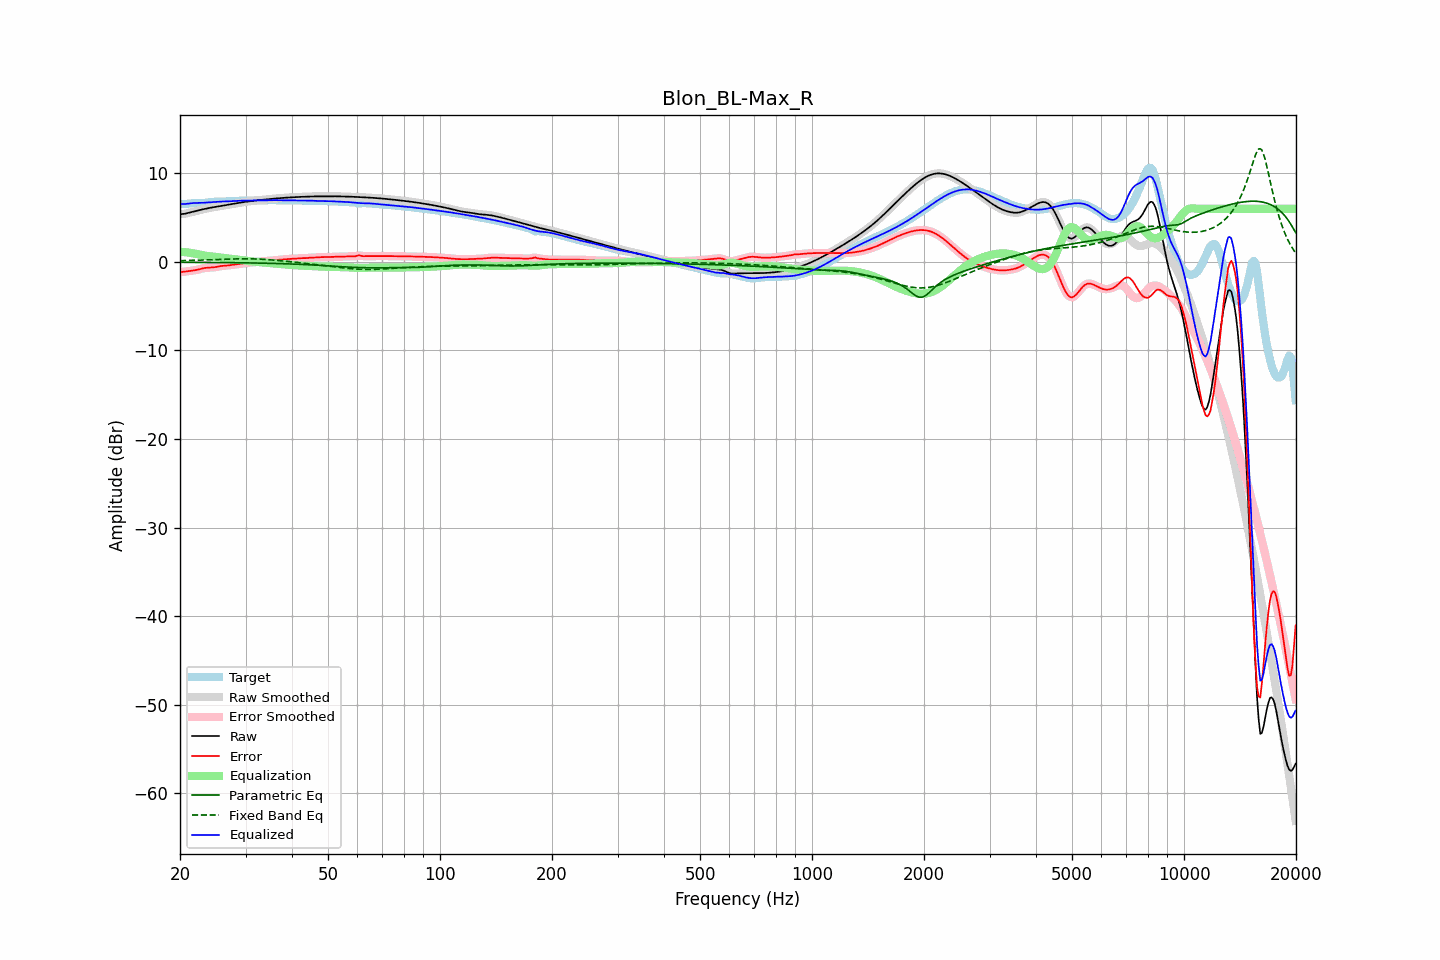 Blon_BL-Max_R
Amplitude (dBr)
10
0
−10
−20
−30
−40
−50
−60
Target
Raw Smoothed
Error Smoothed
Raw
Error
Equalization
Parametric Eq
Fixed Band Eq
Equalized
20 50 100 200 500 1000 2000 5000 10000 20000
Frequency (Hz)